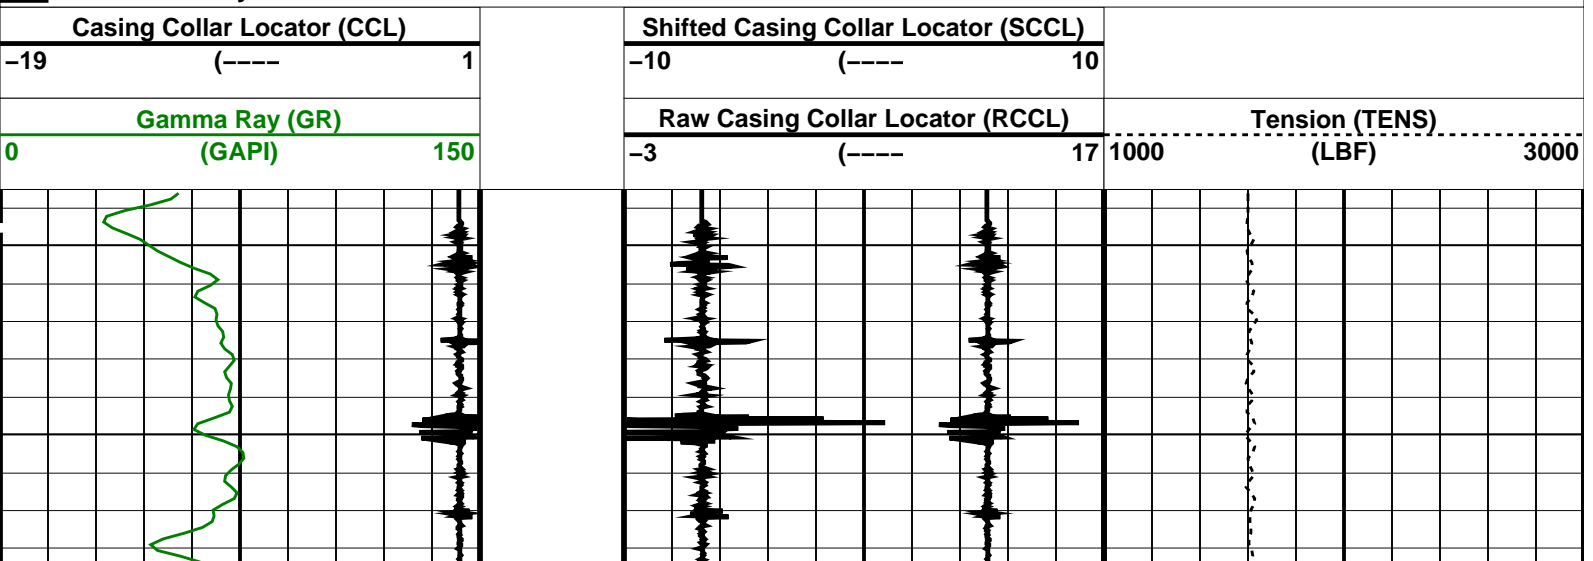 Casing Collar Locator (CCL)
−19 (−−−− 1
Shifted Casing Collar Locator (SCCL)
−10 (−−−− 10
Gamma Ray (GR)
0 (GAPI) 150
Raw Casing Collar Locator (RCCL)
−3 (−−−− 17
Tension (TENS)
1000 (LBF) 3000